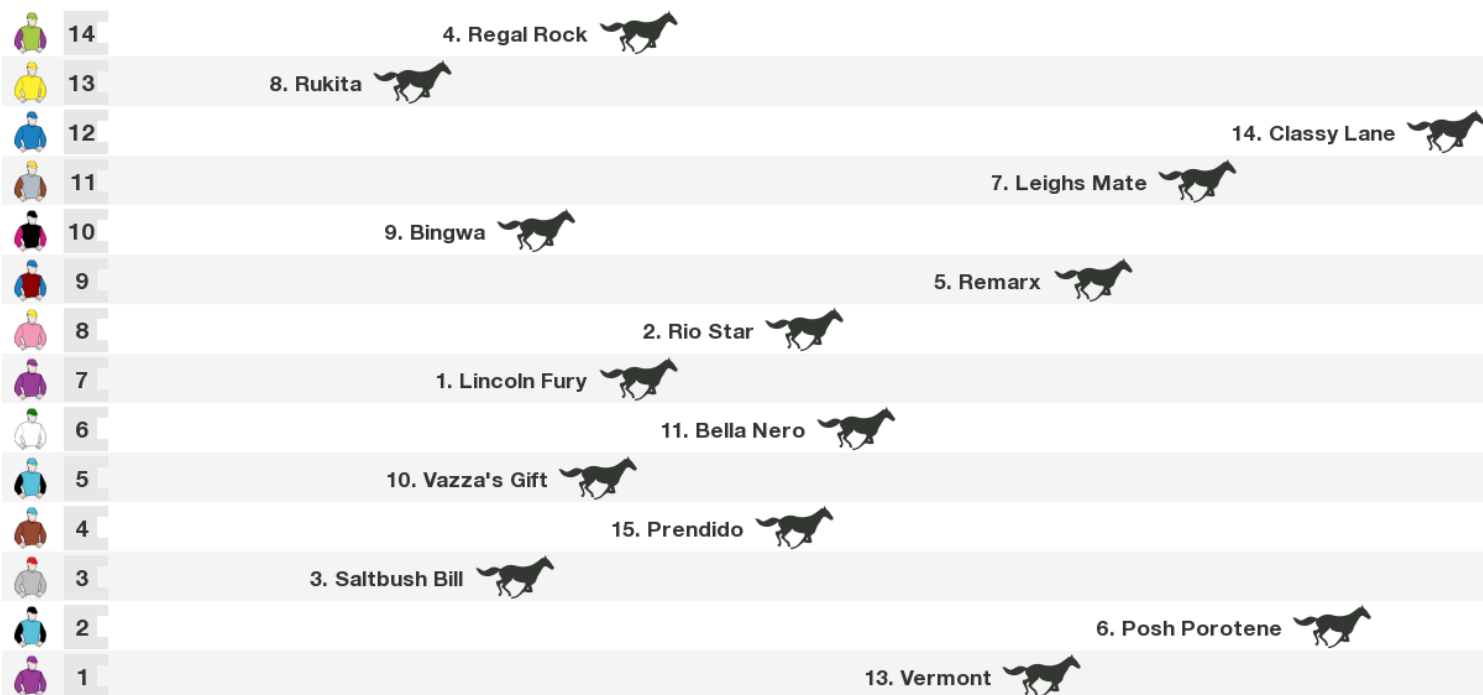 14 4. Regal Rock
13 8. Rukita
12 14. Classy Lane
11 7. Leighs Mate
10 9. Bingwa
9 5. Remarx
8 2. Rio Star
7 1. Lincoln Fury
6 11. Bella Nero
5 10. Vazza's Gift
4 15. Prendido
3 3. Saltbush Bill
2 6. Posh Porotene
1 13. Vermont